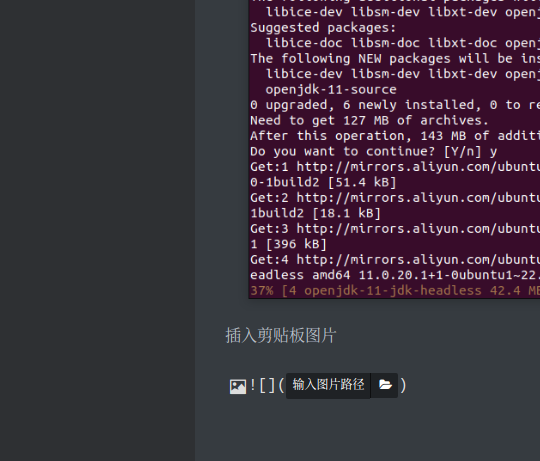 libice-dev libsm-dev libxt-dev openj
Suggested packages:
libice-doc libsm-doc libxt-doc openj
The following NEW packages will be ins
libice-dev libsm-dev libxt-dev openj
openjdk-11-source
0 upgraded, 6 newly installed, 0 to re
Need to get 127 MB of archives.
After this operation, 143 MB of additi
Do you want to continue? [Y/n] y
Get:1 http://mirrors.aliyun.com/ubuntu
0-1build2 [51.4 kB]
Get:2 http://mirrors.aliyun.com/ubuntu
1build2 [18.1 kB]
Get:3 http://mirrors.aliyun.com/ubuntu
1 [396 kB]
Get:4 http://mirrors.aliyun.com/ubuntu
eadless amd64 11.0.20.1+1-0ubuntu1~22.
37% [4 openjdk-11-jdk-headless 42.4 MB
插入剪贴板图片
![](输入图片路径)